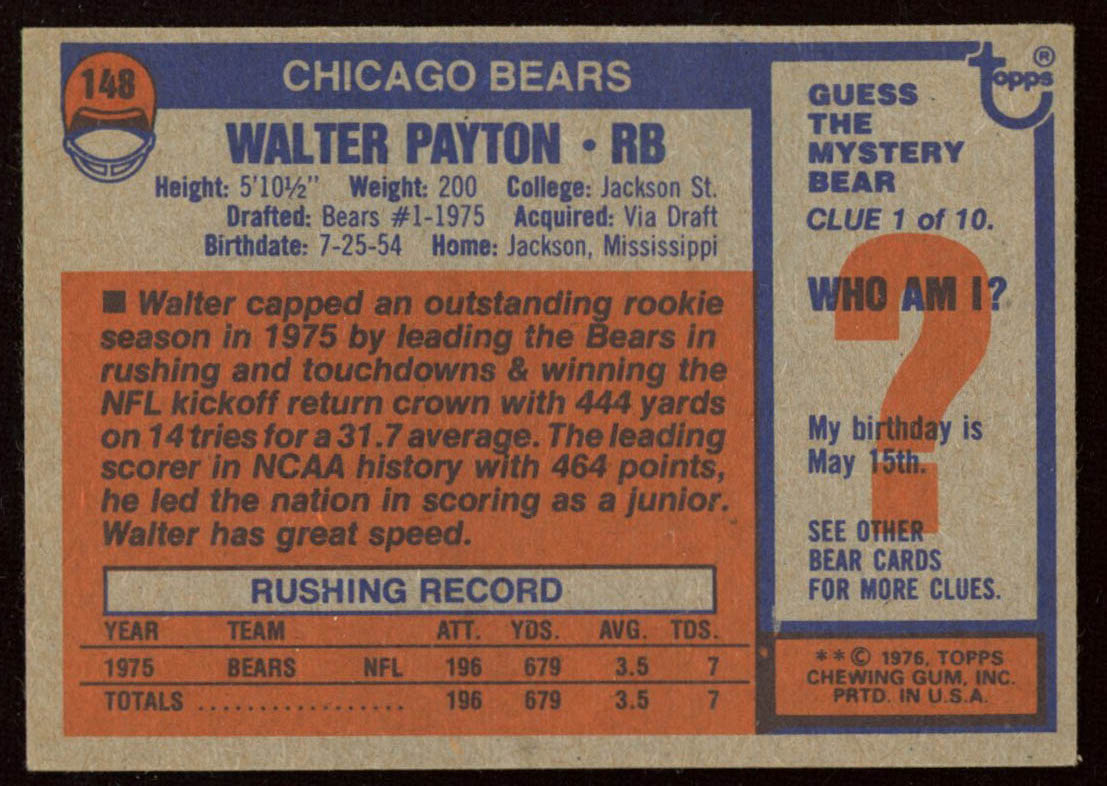 148
CHICAGO BEARS
WALTER PAYTON • RB
Height: 5'10½" Weight: 200 College: Jackson St.
Drafted: Bears #1-1975 Acquired: Via Draft
Birthdate: 7-25-54 Home: Jackson, Mississippi
■ Walter capped an outstanding rookie
season in 1975 by leading the Bears in
rushing and touchdowns & winning the
NFL kickoff return crown with 444 yards
on 14 tries for a 31.7 average. The leading
scorer in NCAA history with 464 points,
he led the nation in scoring as a junior.
Walter has great speed.
RUSHING RECORD
YEAR TEAM ATT. YDS. AVG. TDS.
1975 BEARS NFL 196 679 3.5 7
TOTALS .................. 196 679 3.5 7
topps ®
GUESS
THE
MYSTERY
BEAR
CLUE 1 of 10.
?
WHO AM I?
My birthday is
May 15th.
SEE OTHER
BEAR CARDS
FOR MORE CLUES.
**© 1976, TOPPS
CHEWING GUM, INC.
PRTD. IN U.S.A.